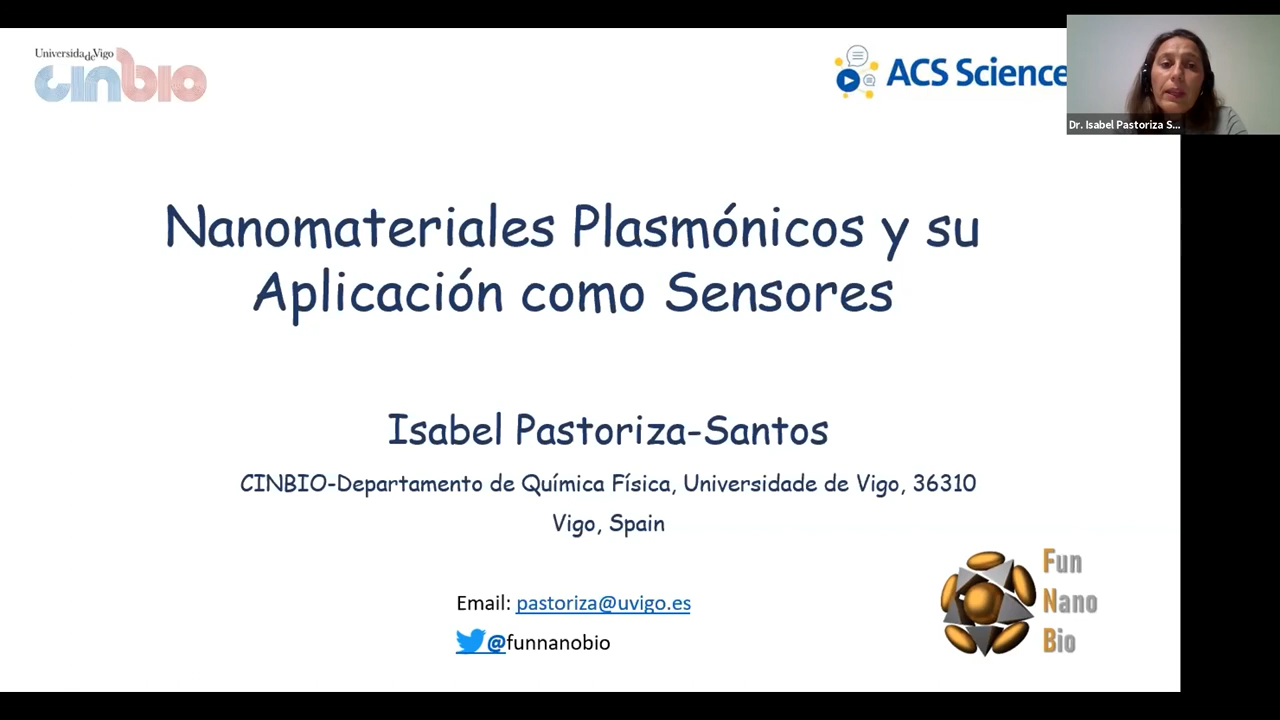 Universida de Vigo
cinbio
ACS Science
Dr. Isabel Pastoriza S...
Nanomateriales Plasmónicos y su
Aplicación como Sensores
Isabel Pastoriza-Santos
CINBIO-Departamento de Química Física, Universidade de Vigo, 36310
Vigo, Spain
Email: pastoriza@uvigo.es
@funnanobio
Fun
Nano
Bio